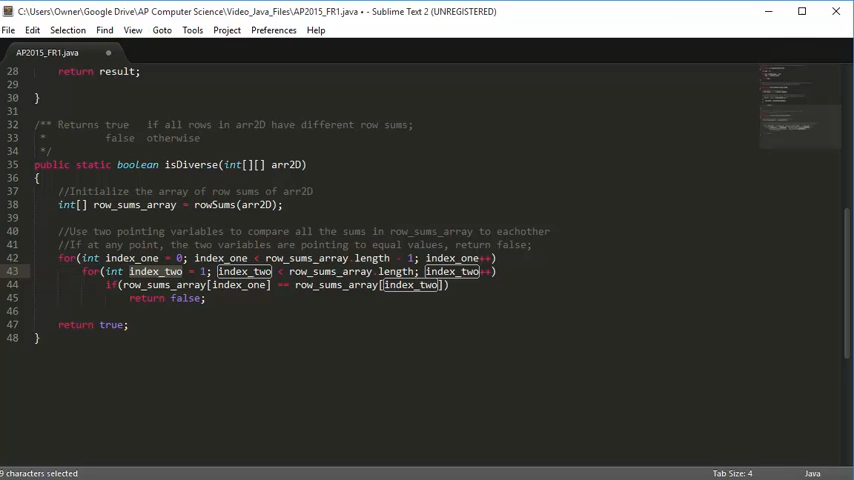 C:\Users\Owner\Google Drive\AP Computer Science\Video_Java_Files\AP2015_FR1.java • - Sublime Text 2 (UNREGISTERED)
File Edit Selection Find View Goto Tools Project Preferences Help
AP2015_FR1.java
28 return result;
29
30 }
31
32 /** Returns true if all rows in arr2D have different row sums;
33 * false otherwise
34 */
35 public static boolean isDiverse(int[][] arr2D)
36 {
37 //Initialize the array of row sums of arr2D
38 int[] row_sums_array = rowSums(arr2D);
39
40 //Use two pointing variables to compare all the sums in row_sums_array to eachother
41 //If at any point, the two variables are pointing to equal values, return false;
42 for(int index_one = 0; index_one < row_sums_array.length - 1; index_one++)
43 for(int index_two = 1; index_two < row_sums_array.length; index_two++)
44 if(row_sums_array[index_one] == row_sums_array[index_two])
45 return false;
46
47 return true;
48 }
9 characters selected
Tab Size: 4
Java